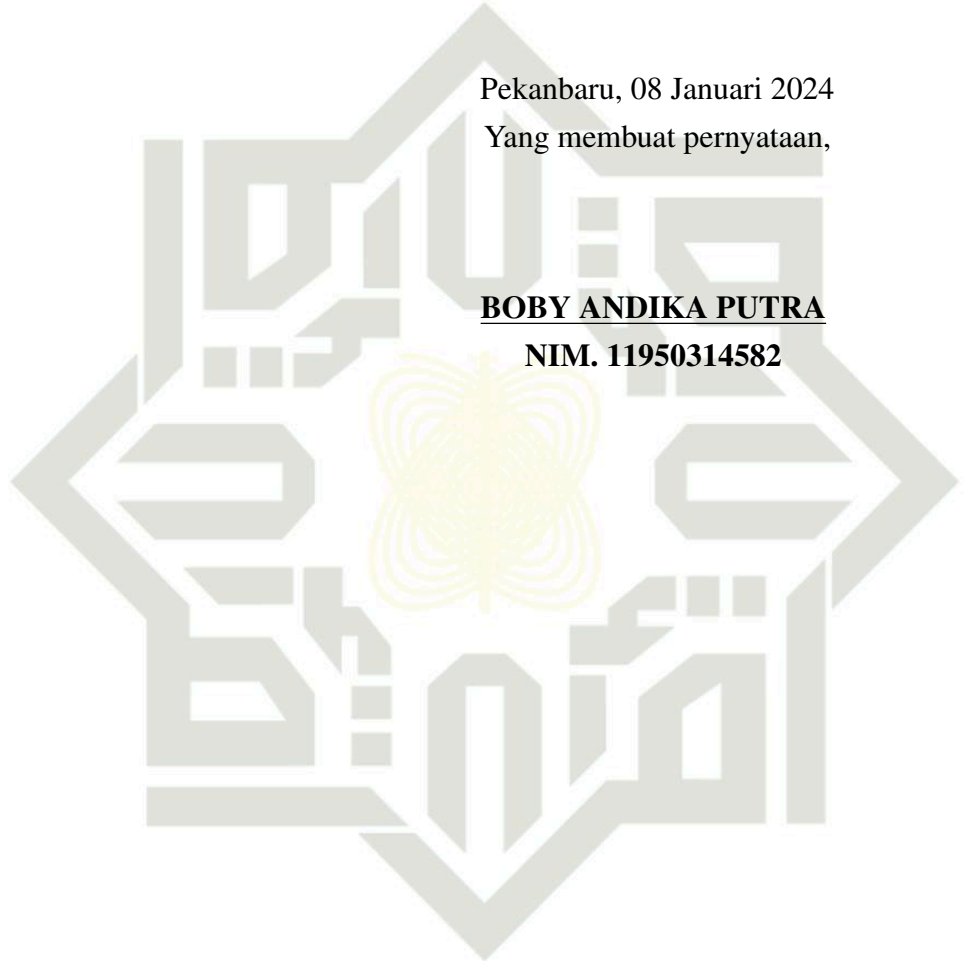 Pekanbaru, 08 Januari 2024
Yang membuat pernyataan,
BOBY ANDIKA PUTRA
NIM. 11950314582